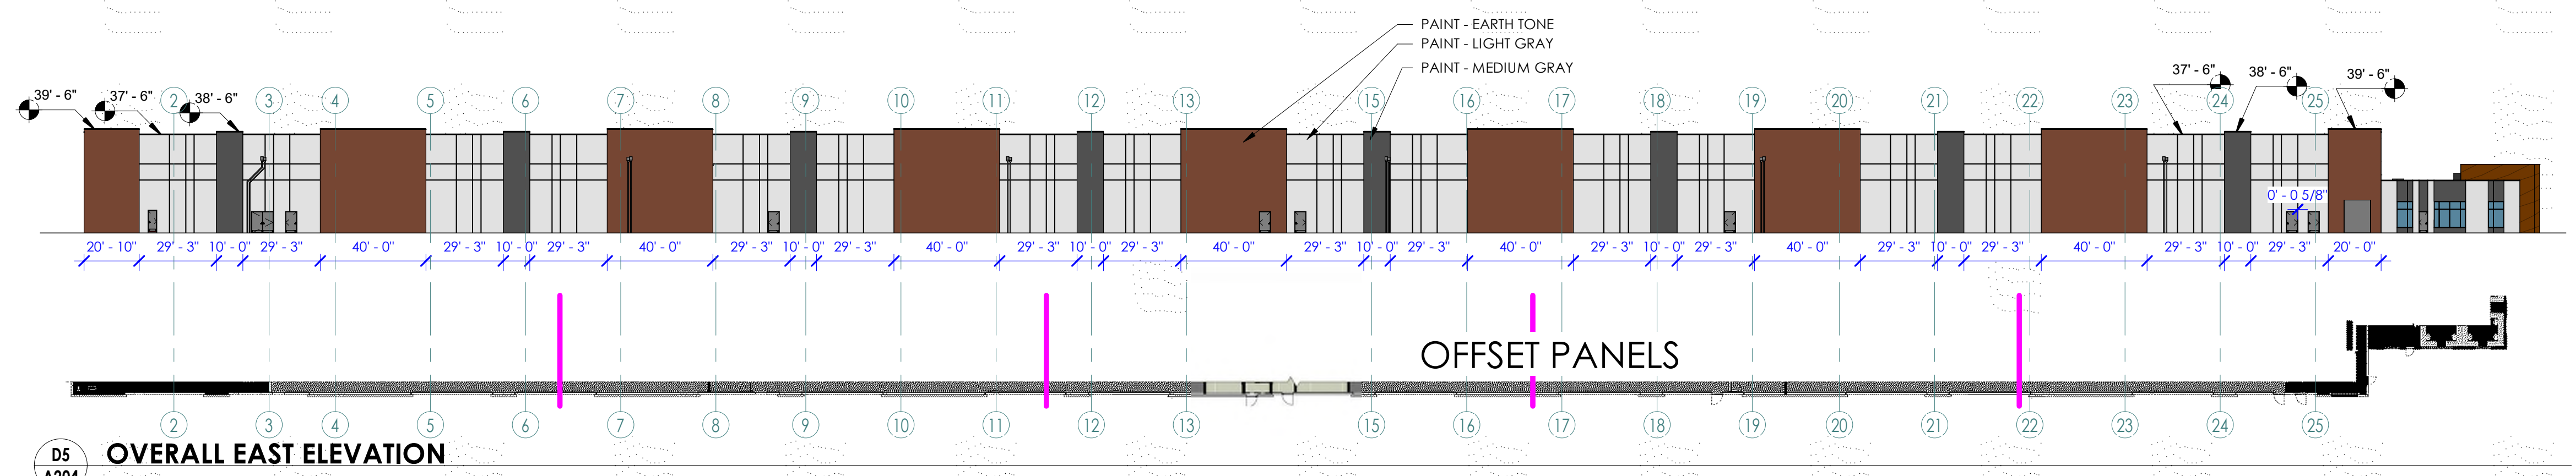 PAINT - EARTH TONE
PAINT - LIGHT GRAY
PAINT - MEDIUM GRAY
39' - 6" 37' - 6" 38' - 6" 37' - 6" 38' - 6" 39' - 6"
2 3 4 5 6 7 8 9 10 11 12 13 15 16 17 18 19 20 21 22 23 24 25
0' - 0 5/8"
20' - 10" 29' - 3" 10' - 0" 29' - 3" 40' - 0" 29' - 3" 10' - 0" 29' - 3" 40' - 0" 29' - 3" 10' - 0" 29' - 3" 40' - 0" 29' - 3" 10' - 0" 29' - 3" 40' - 0" 29' - 3" 10' - 0" 29' - 3" 40' - 0" 29' - 3" 10' - 0" 29' - 3" 40' - 0" 29' - 3" 10' - 0" 29' - 3" 40' - 0" 29' - 3" 10' - 0" 29' - 3" 20' - 0"
OFFSET PANELS
2 3 4 5 6 7 8 9 10 11 12 13 15 16 17 18 19 20 21 22 23 24 25
D5 OVERALL EAST ELEVATION